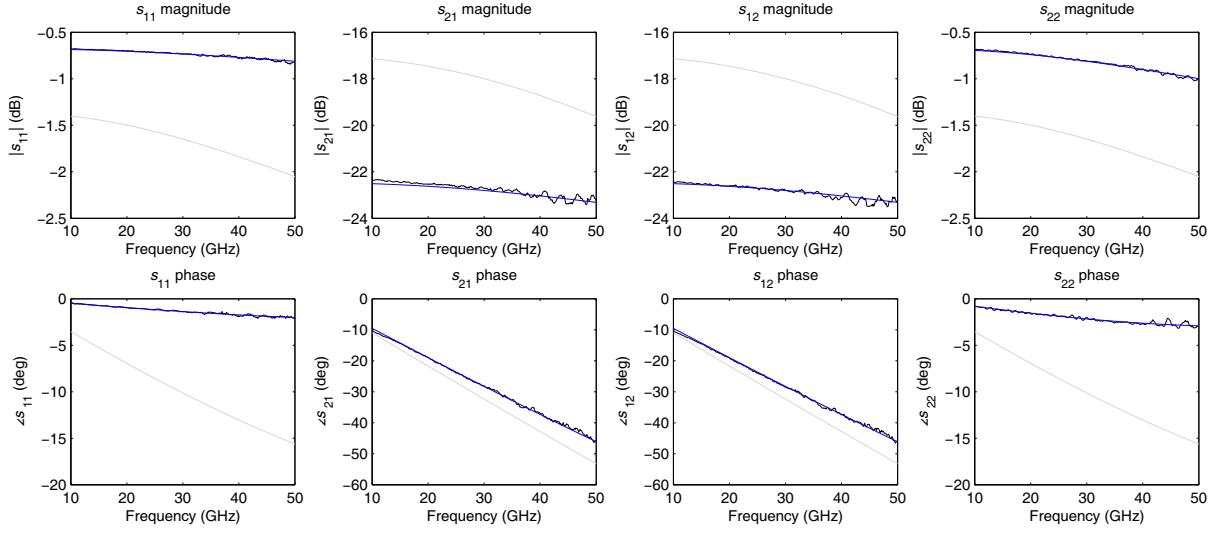 s11 magnitude
−0.5
−1
−1.5
−2
−2.5
|s11| (dB)
10 20 30 40 50
Frequency (GHz)
s21 magnitude
−16
−18
−20
−22
−24
|s21| (dB)
10 20 30 40 50
Frequency (GHz)
s12 magnitude
−16
−18
−20
−22
−24
|s12| (dB)
10 20 30 40 50
Frequency (GHz)
s22 magnitude
−0.5
−1
−1.5
−2
−2.5
|s22| (dB)
10 20 30 40 50
Frequency (GHz)
s11 phase
0
−5
−10
−15
−20
∠s11 (deg)
10 20 30 40 50
Frequency (GHz)
s21 phase
0
−10
−20
−30
−40
−50
−60
∠s21 (deg)
10 20 30 40 50
Frequency (GHz)
s12 phase
0
−10
−20
−30
−40
−50
−60
∠s12 (deg)
10 20 30 40 50
Frequency (GHz)
s22 phase
0
−5
−10
−15
−20
∠s22 (deg)
10 20 30 40 50
Frequency (GHz)